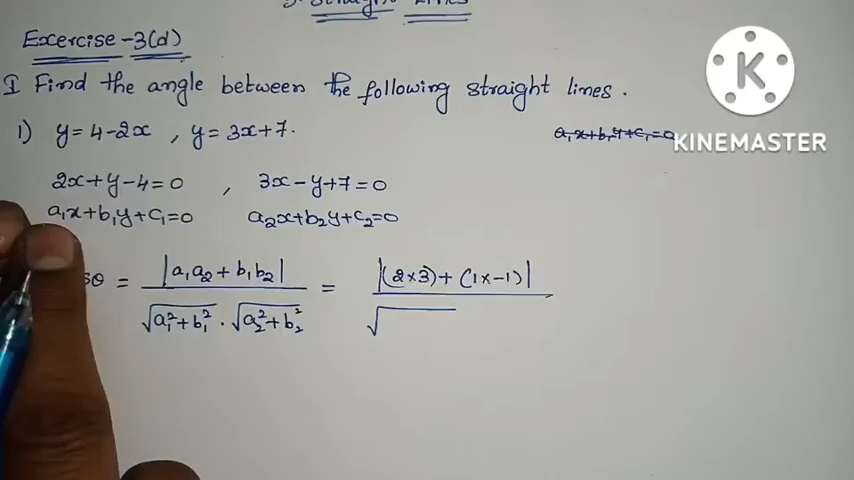 Excercise-3(d)
I Find the angle between the following straight lines.
1) y=4-2x , y=3x+7.
a₁x+b₁y+c₁=0
KINEMASTER
2x+y-4=0 , 3x-y+7=0
a₁x+b₁y+c₁=0 a₂x+b₂y+c₂=0
θ = |a₁a₂+b₁b₂| / √a₁²+b₁² . √a₂²+b₂² = |(2×3)+(1×-1)| / √